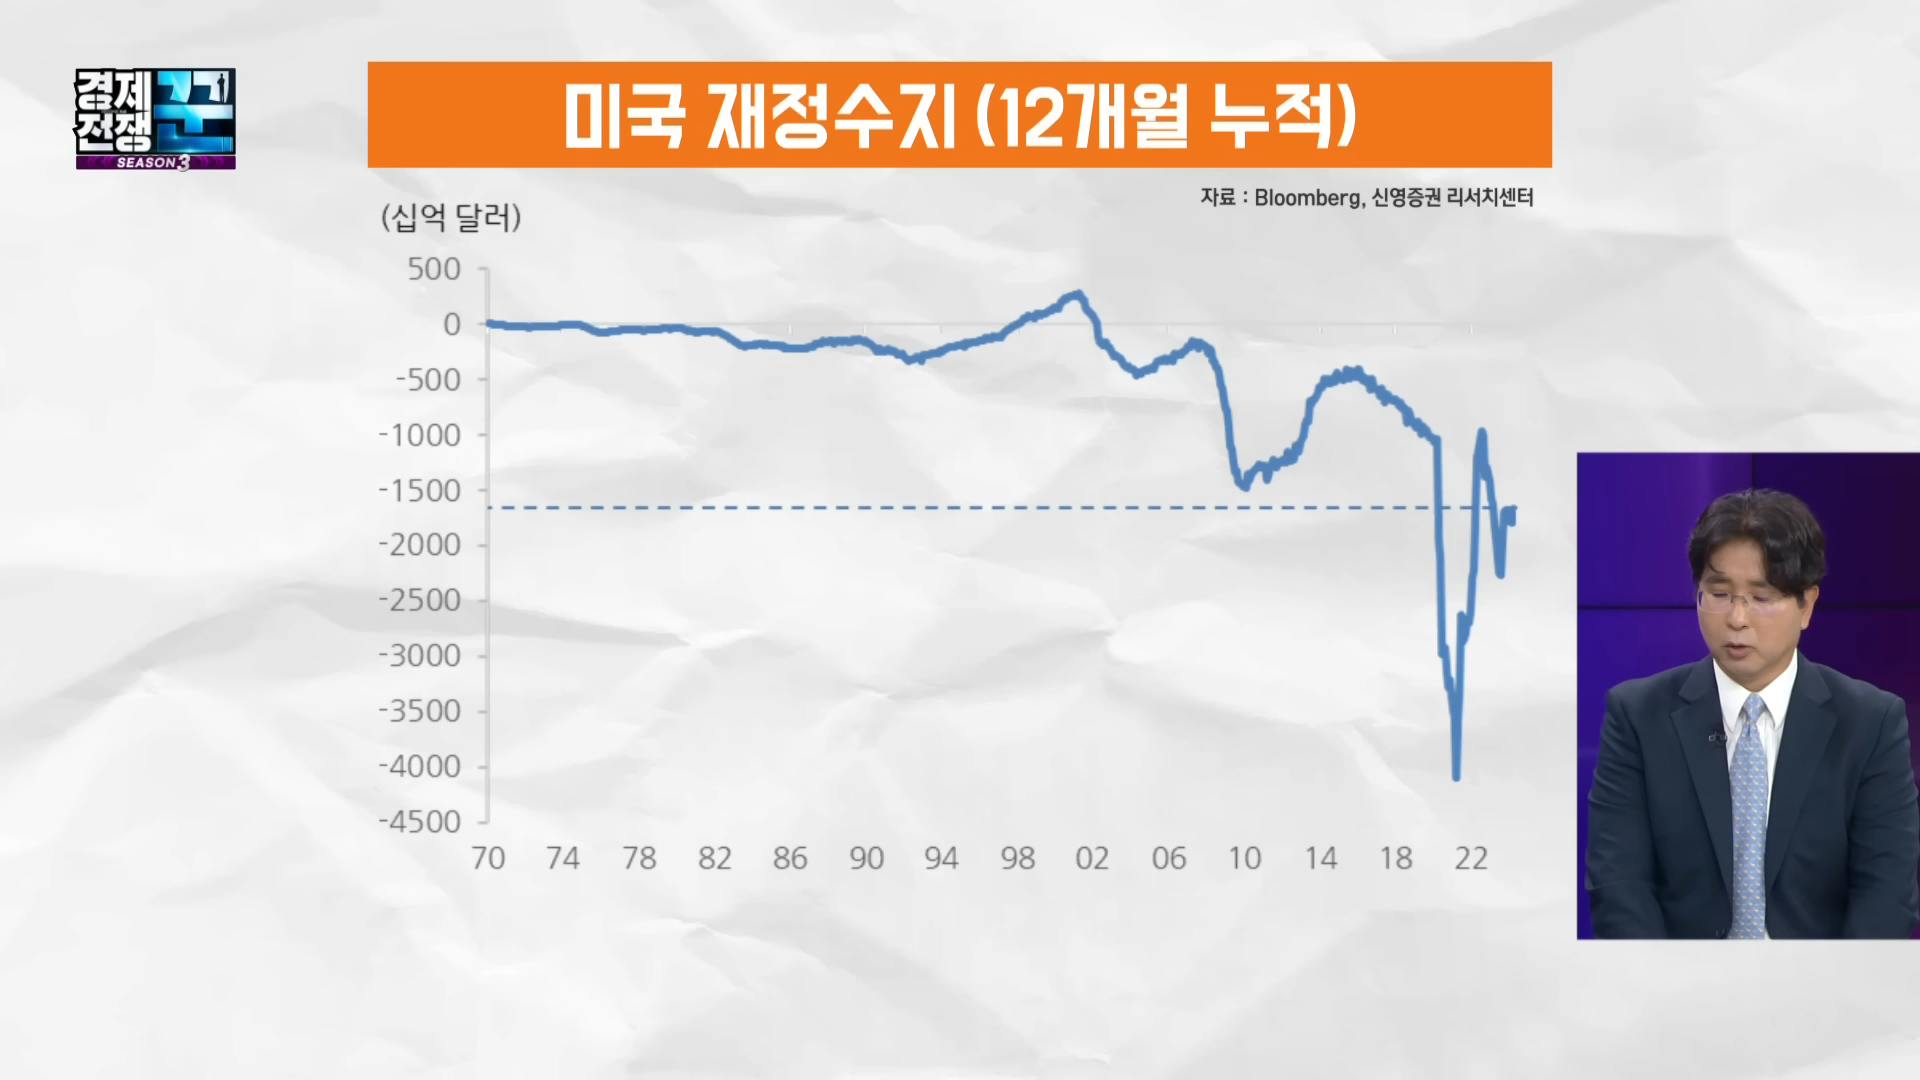 경제
전쟁
꾼
SEASON3
미국 재정수지 (12개월 누적)
자료 : Bloomberg, 신영증권 리서치센터
(십억 달러)
500
0
-500
-1000
-1500
-2000
-2500
-3000
-3500
-4000
-4500
70 74 78 82 86 90 94 98 02 06 10 14 18 22